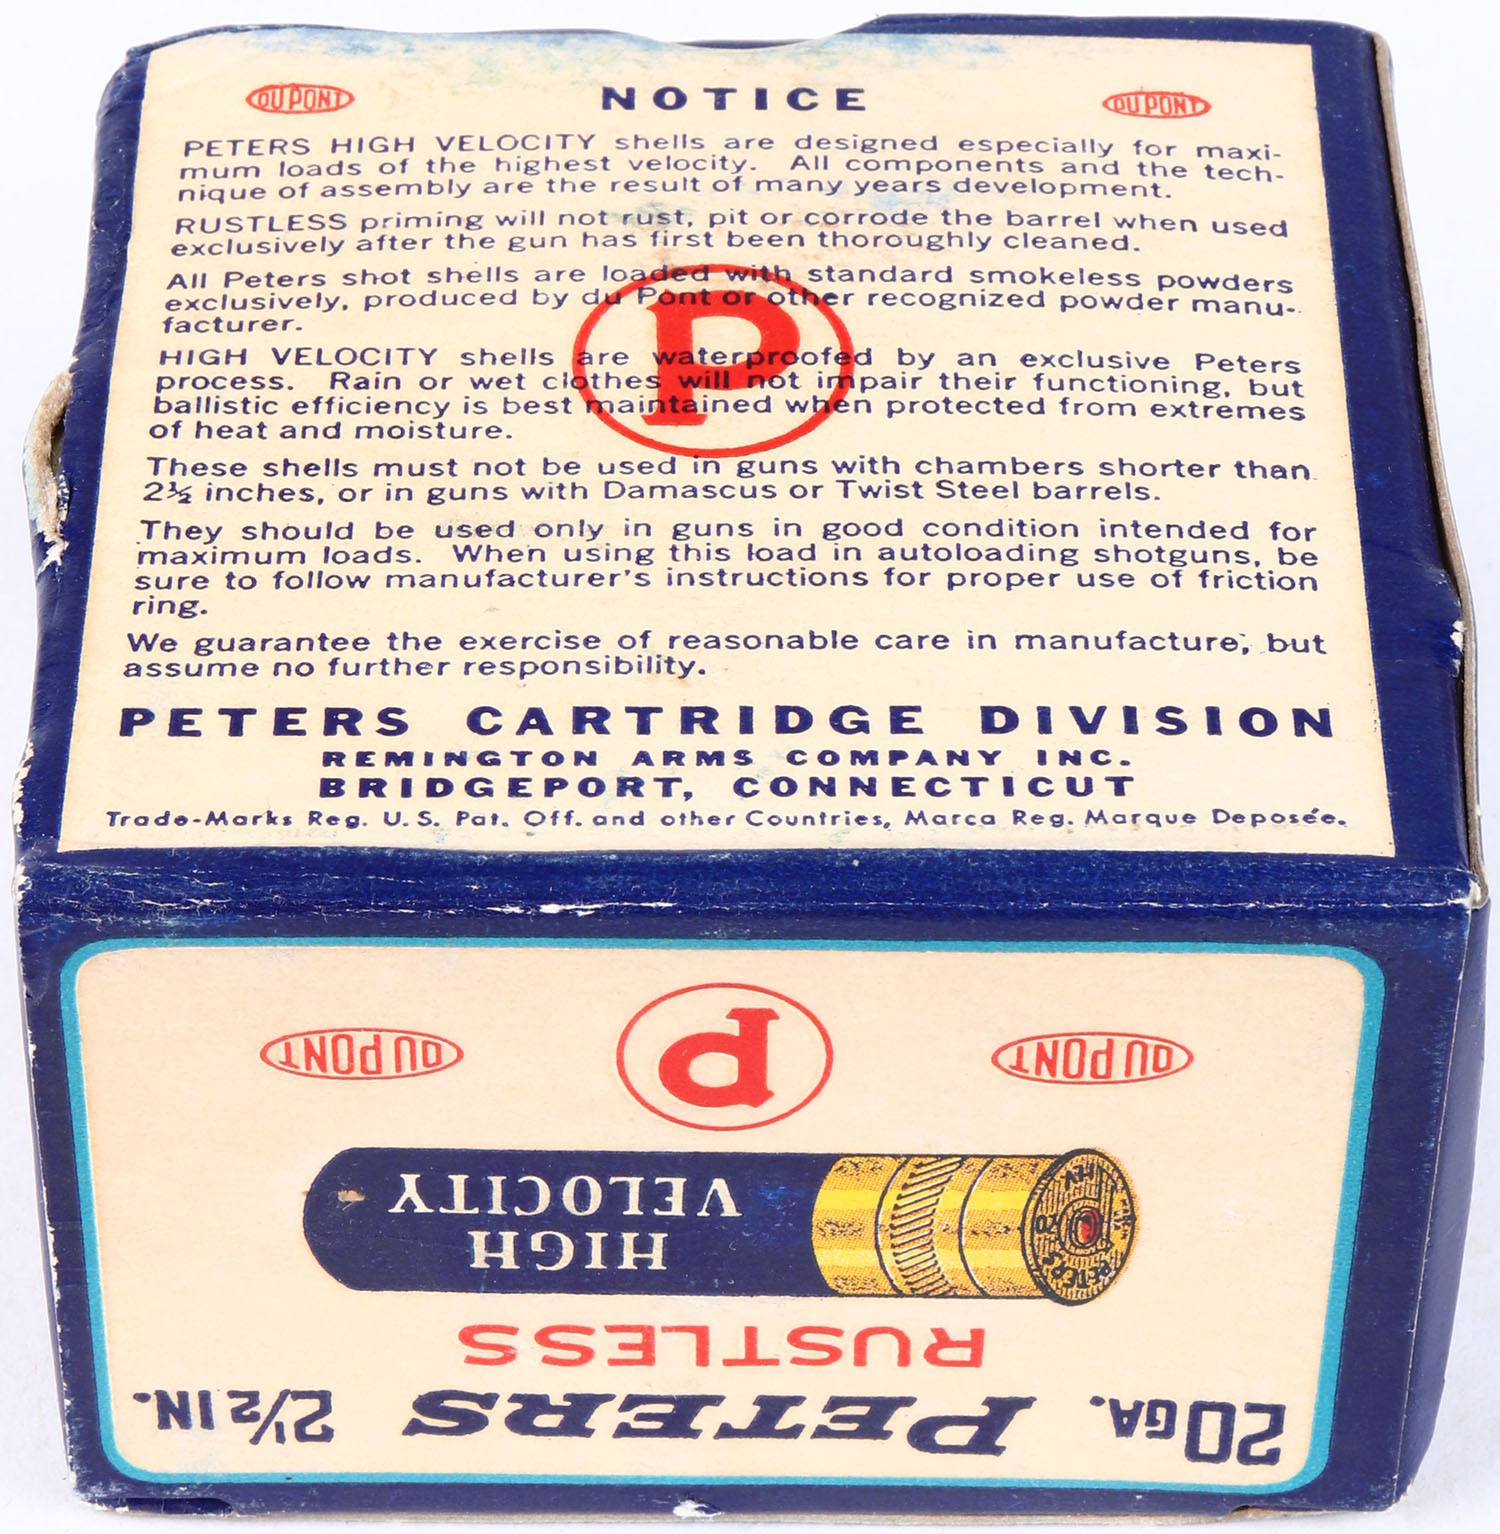 DU PONT NOTICE DU PONT
PETERS HIGH VELOCITY shells are designed especially for maxi-
mum loads of the highest velocity. All components and the tech-
nique of assembly are the result of many years development.
RUSTLESS priming will not rust, pit or corrode the barrel when used
exclusively after the gun has first been thoroughly cleaned.
All Peters shot shells are loaded with standard smokeless powders
exclusively, produced by du Pont or other recognized powder manu-
facturer.
P
HIGH VELOCITY shells are waterproofed by an exclusive Peters
process. Rain or wet clothes will not impair their functioning, but
ballistic efficiency is best maintained when protected from extremes
of heat and moisture.
These shells must not be used in guns with chambers shorter than
2½ inches, or in guns with Damascus or Twist Steel barrels.
They should be used only in guns in good condition intended for
maximum loads. When using this load in autoloading shotguns, be
sure to follow manufacturer's instructions for proper use of friction
ring.
We guarantee the exercise of reasonable care in manufacture, but
assume no further responsibility.
PETERS CARTRIDGE DIVISION
REMINGTON ARMS COMPANY INC.
BRIDGEPORT, CONNECTICUT
Trade-Marks Reg. U.S. Pat. Off. and other Countries, Marca Reg. Marque Deposée.
20 GA. PETERS 2½ IN.
RUSTLESS
HIGH
VELOCITY
PETERS
20
H.V.
DU PONT P DU PONT